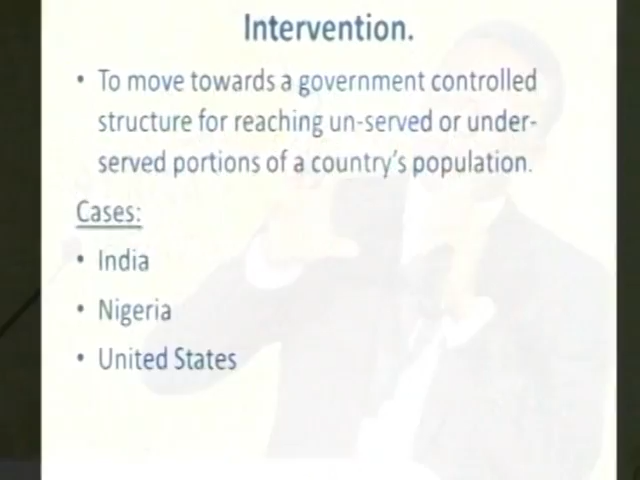 Intervention.
• To move towards a government controlled
structure for reaching un-served or under-
served portions of a country's population.
Cases:
• India
• Nigeria
• United States